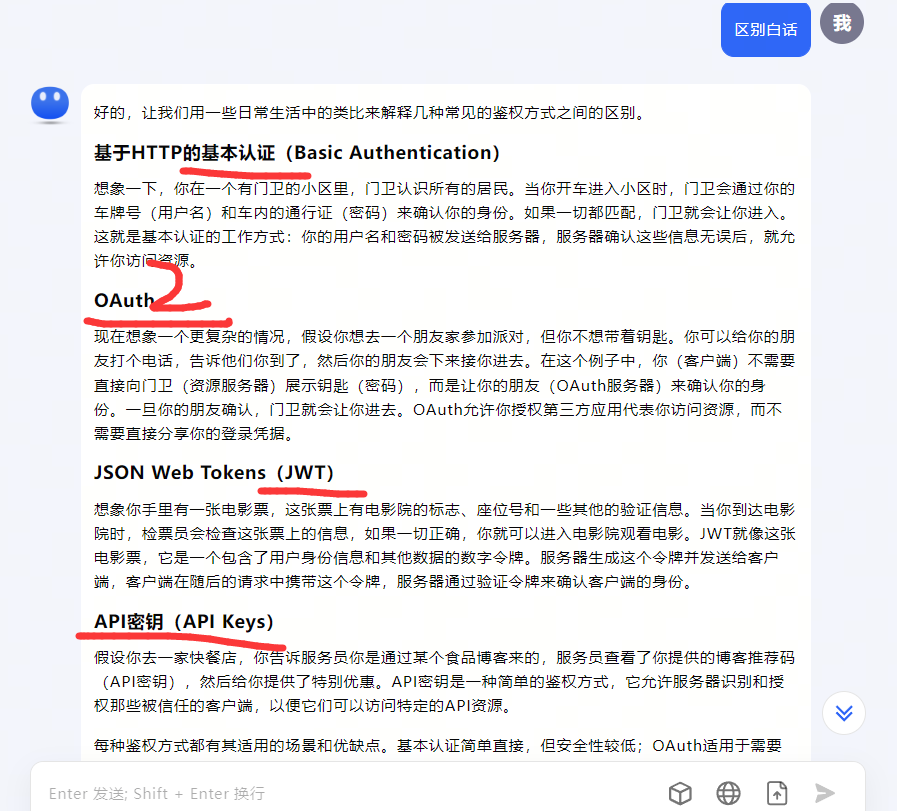 区别白话
我
好的，让我们用一些日常生活中的类比来解释几种常见的鉴权方式之间的区别。
基于HTTP的基本认证（Basic Authentication）
想象一下，你在一个有门卫的小区里，门卫认识所有的居民。当你开车进入小区时，门卫会通过你的
车牌号（用户名）和车内的通行证（密码）来确认你的身份。如果一切都匹配，门卫就会让你进入。
这就是基本认证的工作方式：你的用户名和密码被发送给服务器，服务器确认这些信息无误后，就允
许你访问资源。
OAuth2
现在想象一个更复杂的情况，假设你想去一个朋友家参加派对，但你不想带着钥匙。你可以给你的朋
友打个电话，告诉他们你到了，然后你的朋友会下来接你进去。在这个例子中，你（客户端）不需要
直接向门卫（资源服务器）展示钥匙（密码），而是让你的朋友（OAuth服务器）来确认你的身
份。一旦你的朋友确认，门卫就会让你进去。OAuth允许你授权第三方应用代表你访问资源，而不
需要直接分享你的登录凭据。
JSON Web Tokens（JWT）
想象你手里有一张电影票，这张票上有电影院的标志、座位号和一些其他的验证信息。当你到达电影
院时，检票员会检查这张票上的信息，如果一切正确，你就可以进入电影院观看电影。JWT就像这张
电影票，它是一个包含了用户身份信息和其他数据的数字令牌。服务器生成这个令牌并发送给客户
端，客户端在随后的请求中携带这个令牌，服务器通过验证令牌来确认客户端的身份。
API密钥（API Keys）
假设你去一家快餐店，你告诉服务员你是通过某个食品博客来的，服务员查看了你提供的博客推荐码
（API密钥），然后给你提供了特别优惠。API密钥是一种简单的鉴权方式，它允许服务器识别和授
权那些被信任的客户端，以便它们可以访问特定的API资源。
每种鉴权方式都有其适用的场景和优缺点。基本认证简单直接，但安全性较低；OAuth适用于需要
Enter 发送; Shift + Enter 换行